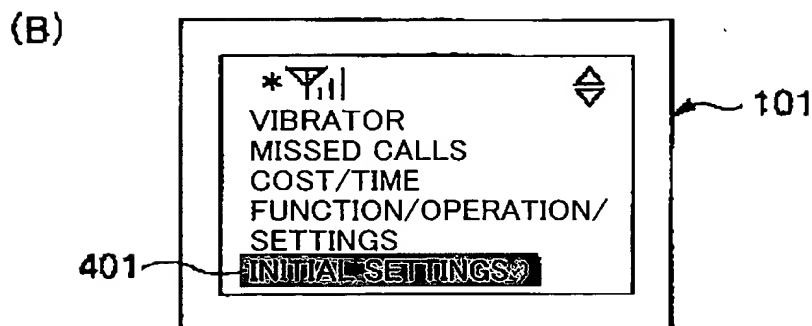 (B)
101
VIBRATOR
MISSED CALLS
COST/TIME
FUNCTION/OPERATION/
SETTINGS
401
INITIAL SETTINGS